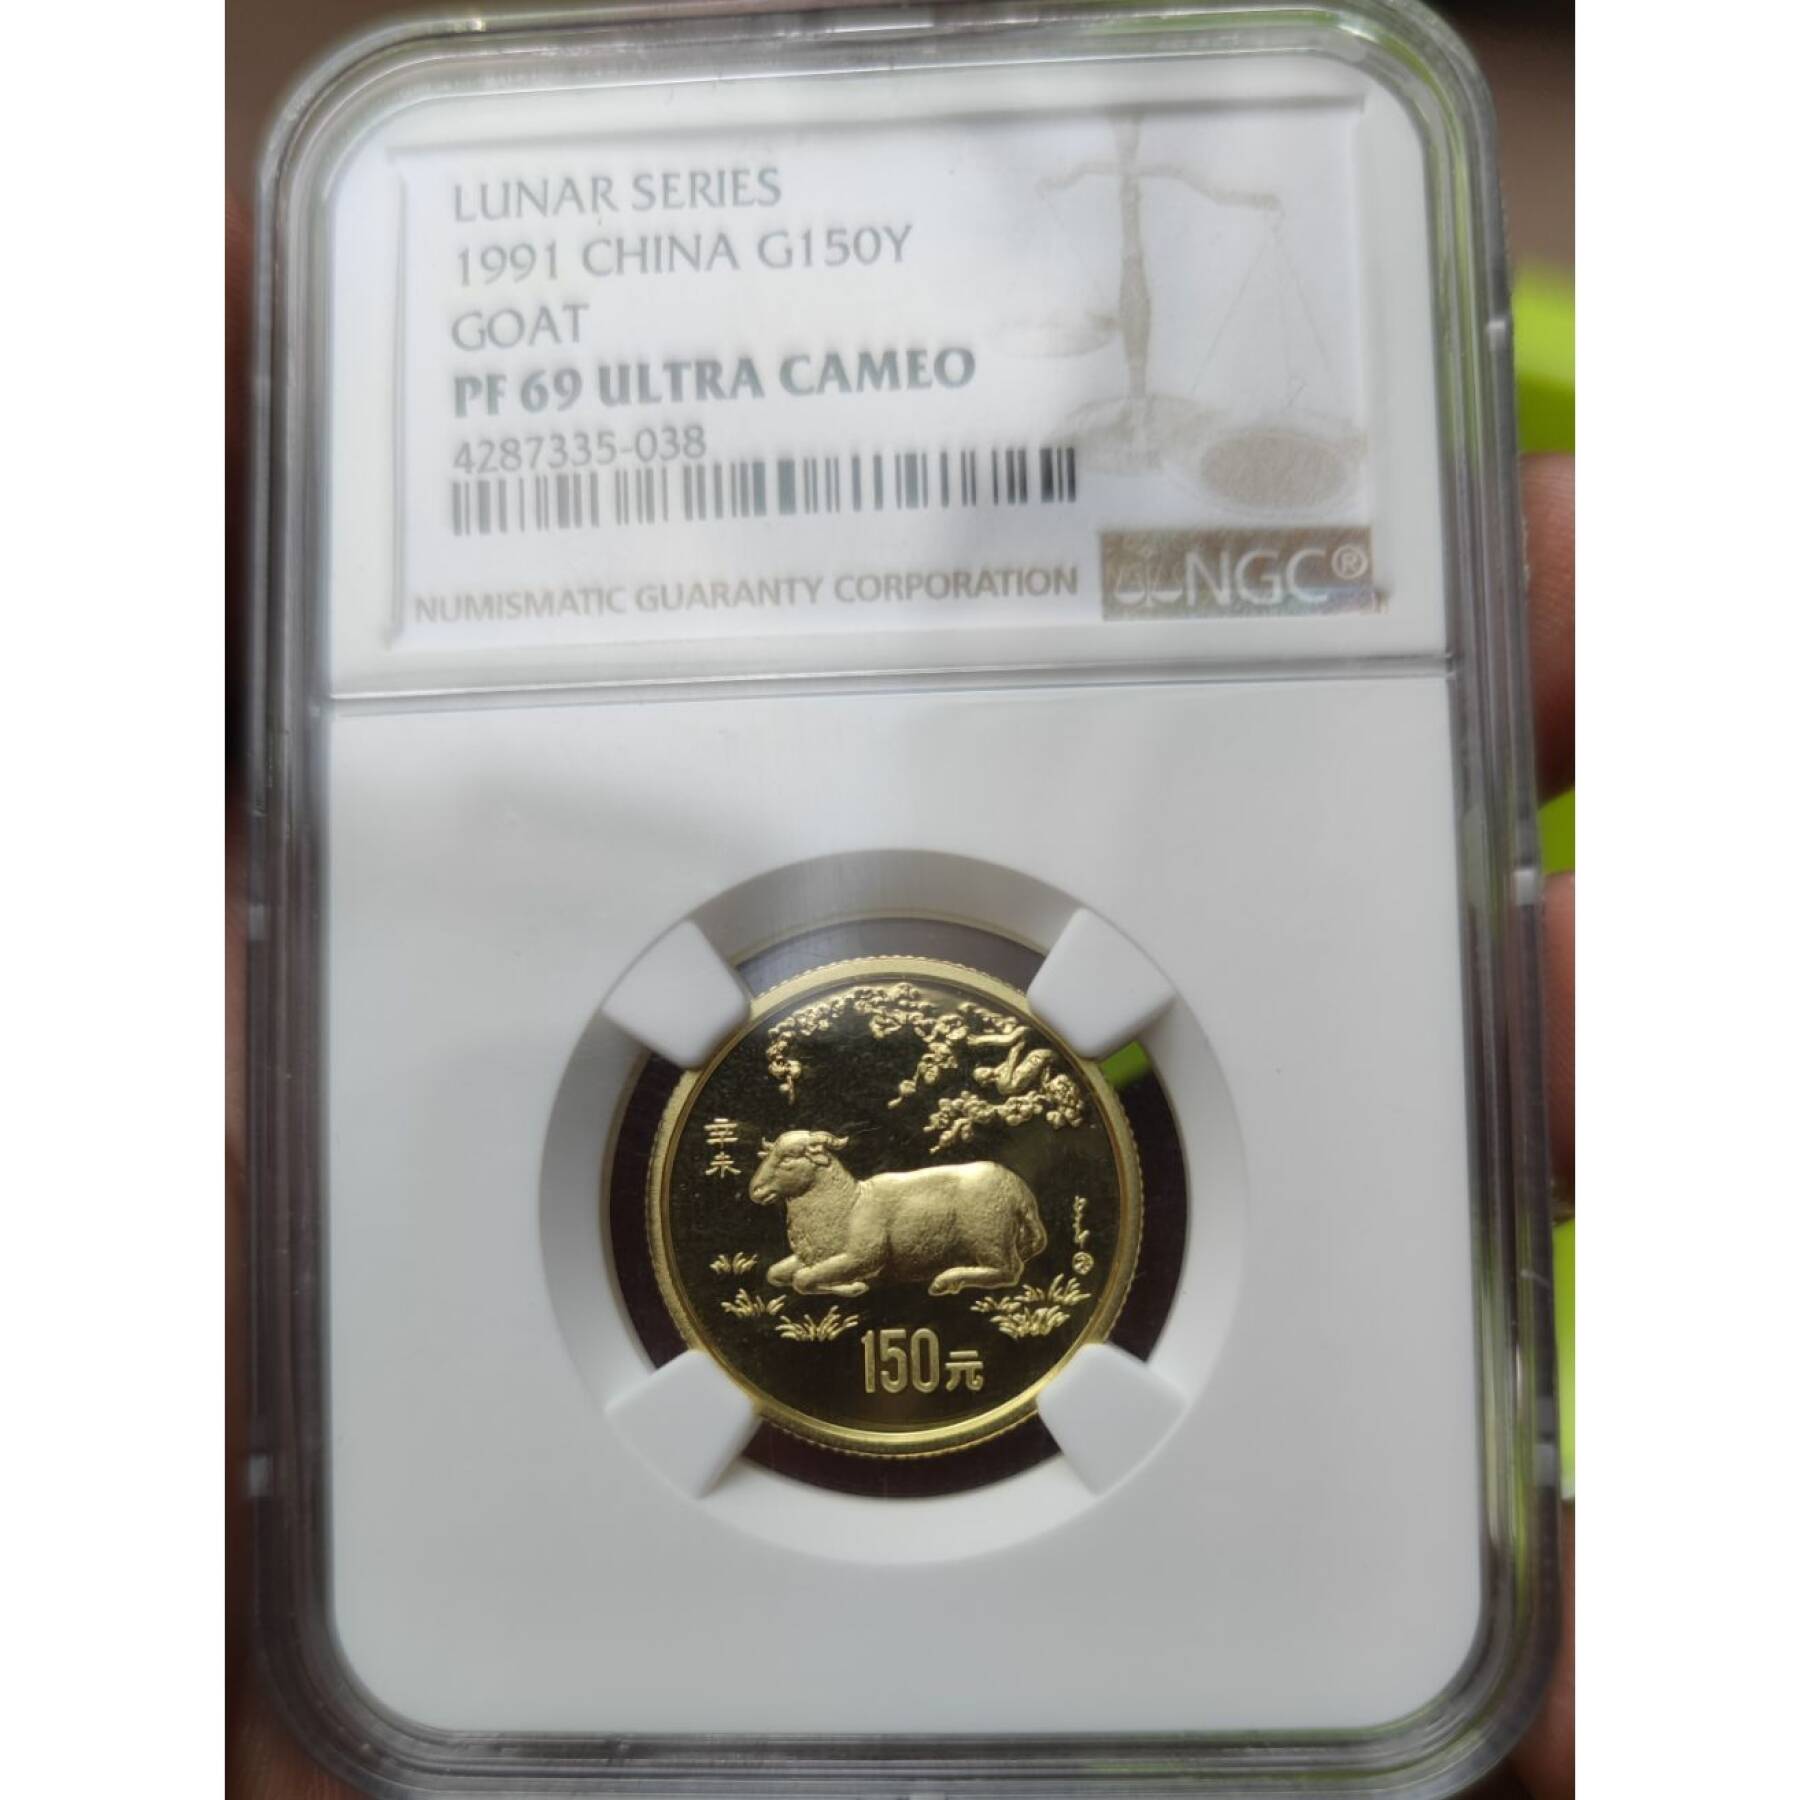 LUNAR SERIES
1991 CHINA G150Y
GOAT
PF 69 ULTRA CAMEO
4287335-038
NUMISMATIC GUARANTY CORPORATION
NGC®
辛未
150元